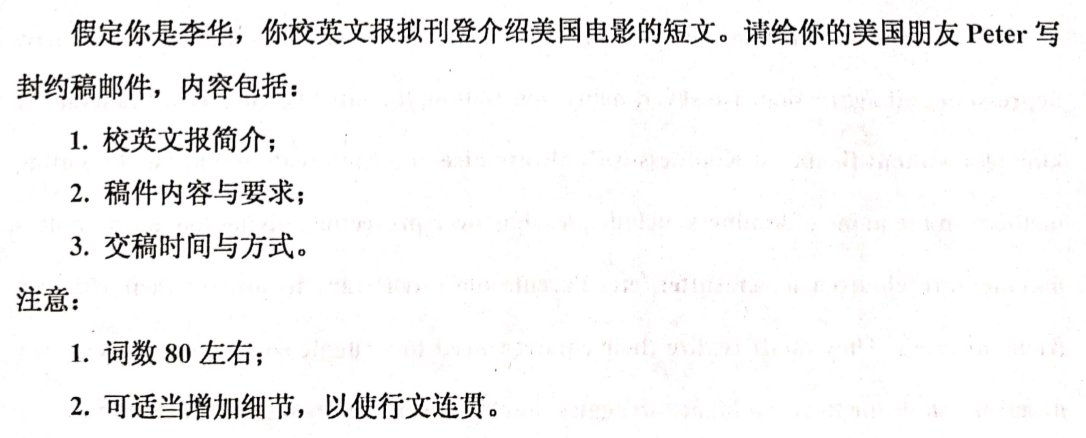 假定你是李华，你校英文报拟刊登介绍美国电影的短文。请给你的美国朋友 Peter 写
封约稿邮件，内容包括：
1. 校英文报简介；
2. 稿件内容与要求；
3. 交稿时间与方式。
注意：
1. 词数 80 左右；
2. 可适当增加细节，以使行文连贯。